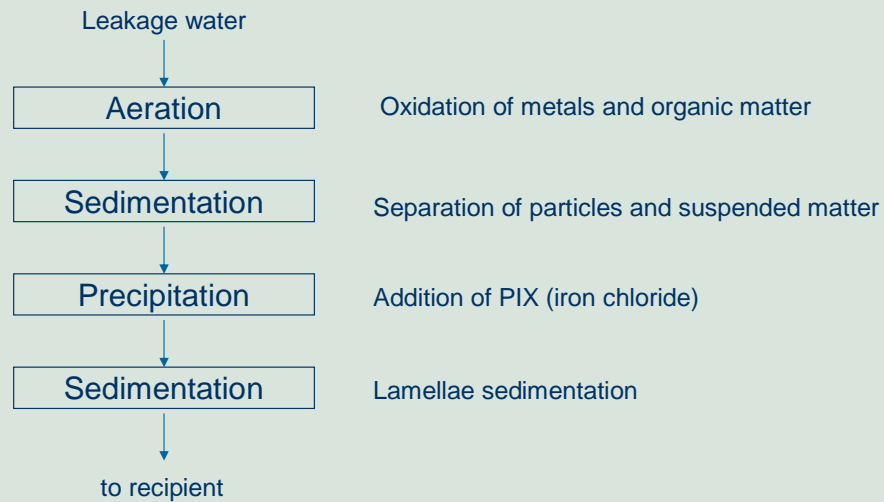 Leakage water
Aeration
Oxidation of metals and organic matter
Sedimentation
Separation of particles and suspended matter
Precipitation
Addition of PIX (iron chloride)
Sedimentation
Lamellae sedimentation
to recipient